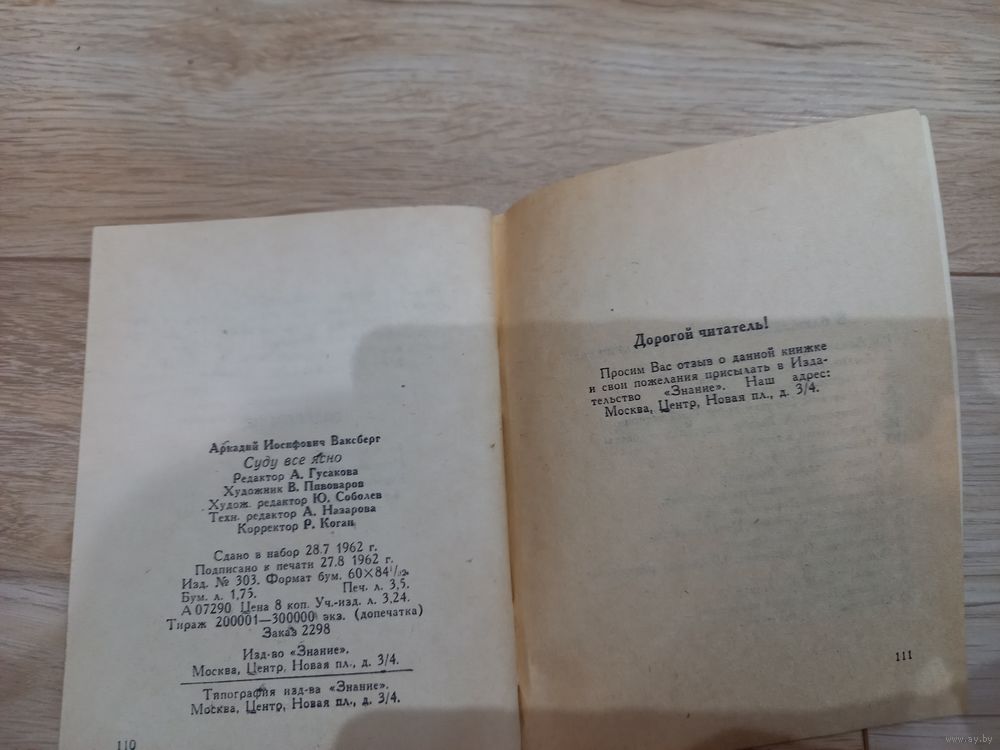 Аркадий Иосифович Ваксберг
Суду все ясно
Редактор А. Гусакова
Художник В. Пивоваров
Худож. редактор Ю. Соболев
Техн. редактор А. Назарова
Корректор Р. Коган
Сдано в набор 28.7 1962 г.
Подписано к печати 27.8 1962 г.
Изд. № 303. Формат бум. 60×84 1/32.
Бум. л. 1,75. Печ. л. 3,5.
А 07290 Цена 8 коп. Уч.-изд. л. 3,24.
Тираж 200001—300000 экз. (допечатка)
Заказ 2298
Изд-во «Знание».
Москва, Центр, Новая пл., д. 3/4.
Типография изд-ва «Знание».
Москва, Центр, Новая пл., д. 3/4.
110
Дорогой читатель!
Просим Вас отзыв о данной книжке
и свои пожелания присылать в Изда-
тельство «Знание». Наш адрес:
Москва, Центр, Новая пл., д. 3/4.
111
www.ay.by